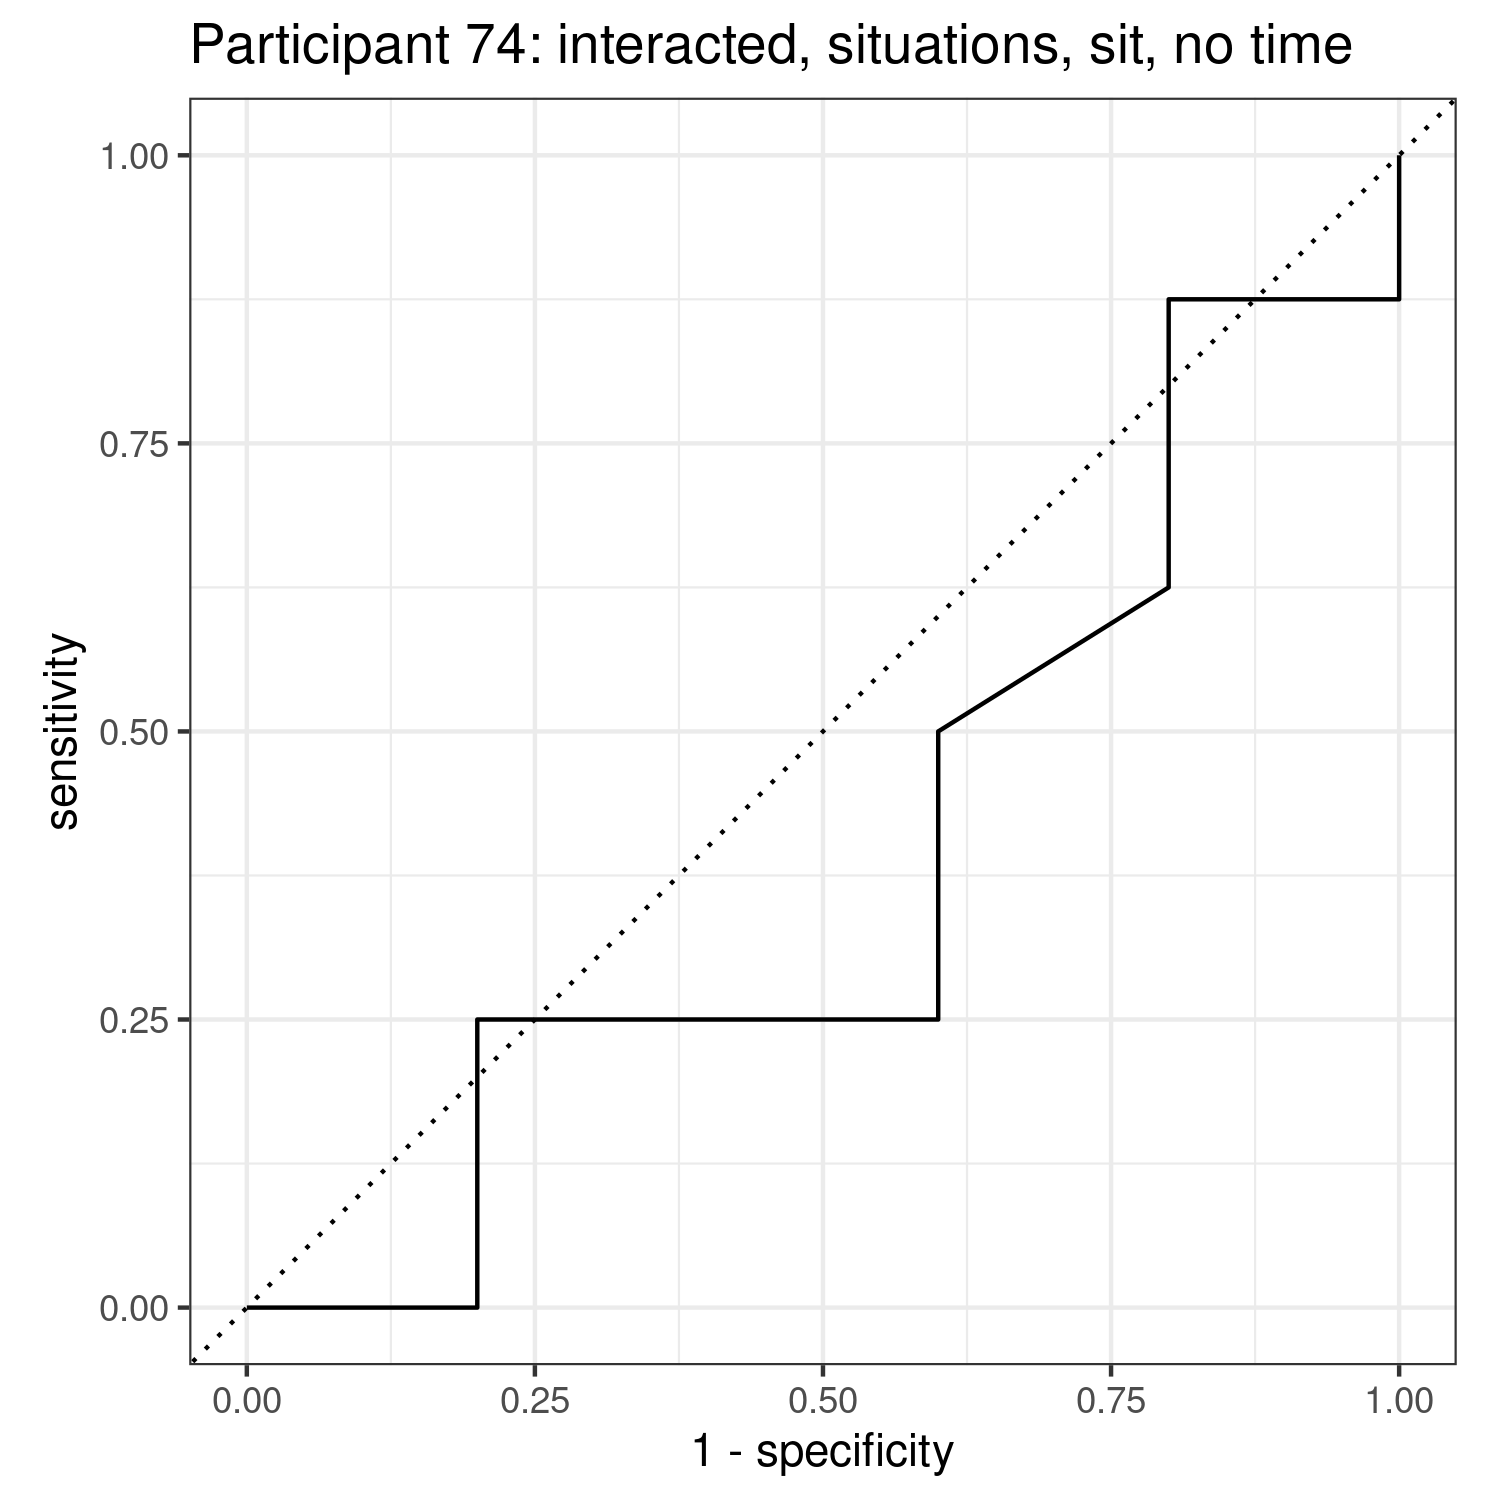 Participant 74: interacted, situations, sit, no time
1.00
0.75
0.50
0.25
0.00
sensitivity
0.00 0.25 0.50 0.75 1.00
1 - specificity